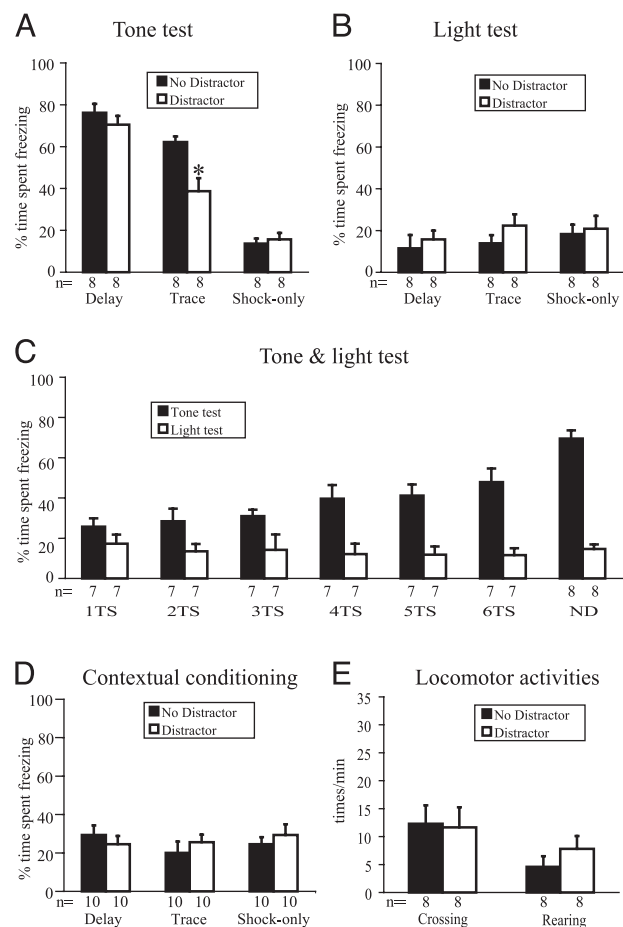 A Tone test
% time spent freezing
100
80
60
40
20
0
No Distractor
Distractor
*
n= 8 8 8 8 8 8
Delay Trace Shock-only
B Light test
% time spent freezing
100
80
60
40
20
0
No Distractor
Distractor
n= 8 8 8 8 8 8
Delay Trace Shock-only
C Tone & light test
% time spent freezing
100
80
60
40
20
0
Tone test
Light test
n= 7 7 7 7 7 7 7 7 7 7 7 7 8 8
1TS 2TS 3TS 4TS 5TS 6TS ND
D Contextual conditioning
% time spent freezing
100
80
60
40
20
0
No Distractor
Distractor
n= 10 10 10 10 10 10
Delay Trace Shock-only
E Locomotor activities
times/min
35
30
25
20
15
10
5
0
No Distractor
Distractor
n= 8 8 8 8
Crossing Rearing